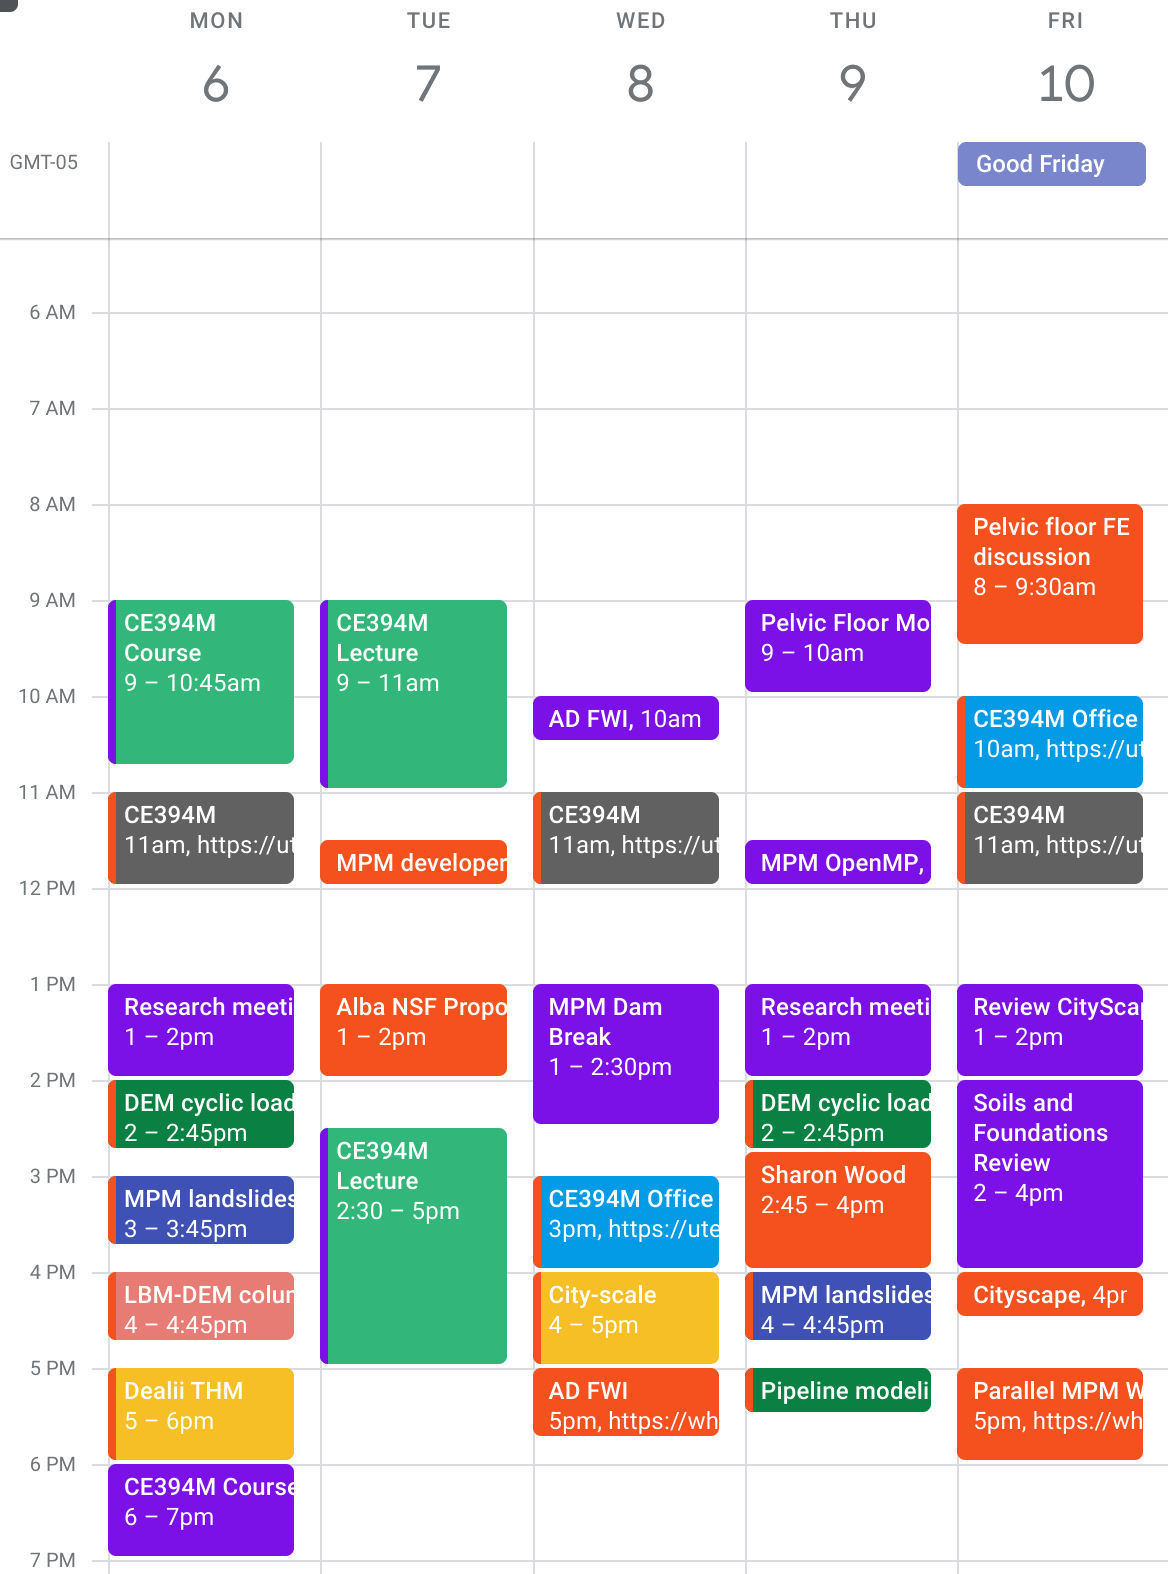 MON TUE WED THU FRI
6 7 8 9 10
GMT-05
Good Friday
6 AM
7 AM
8 AM
9 AM
10 AM
11 AM
12 PM
1 PM
2 PM
3 PM
4 PM
5 PM
6 PM
7 PM
CE394M
Course
9 – 10:45am
CE394M
11am, https://ut
Research meeti
1 – 2pm
DEM cyclic load
2 – 2:45pm
MPM landslides
3 – 3:45pm
LBM-DEM colum
4 – 4:45pm
Dealii THM
5 – 6pm
CE394M Course
6 – 7pm
CE394M
Lecture
9 – 11am
MPM developer
Alba NSF Propo
1 – 2pm
CE394M
Lecture
2:30 – 5pm
AD FWI, 10am
CE394M
11am, https://ut
MPM Dam
Break
1 – 2:30pm
CE394M Office
3pm, https://ute
City-scale
4 – 5pm
AD FWI
5pm, https://wh
Pelvic Floor Mo
9 – 10am
MPM OpenMP,
Research meeti
1 – 2pm
DEM cyclic load
2 – 2:45pm
Sharon Wood
2:45 – 4pm
MPM landslides
4 – 4:45pm
Pipeline modeli
Pelvic floor FE
discussion
8 – 9:30am
CE394M Office
10am, https://ut
CE394M
11am, https://ut
Review CityScap
1 – 2pm
Soils and
Foundations
Review
2 – 4pm
Cityscape, 4pr
Parallel MPM W
5pm, https://wh